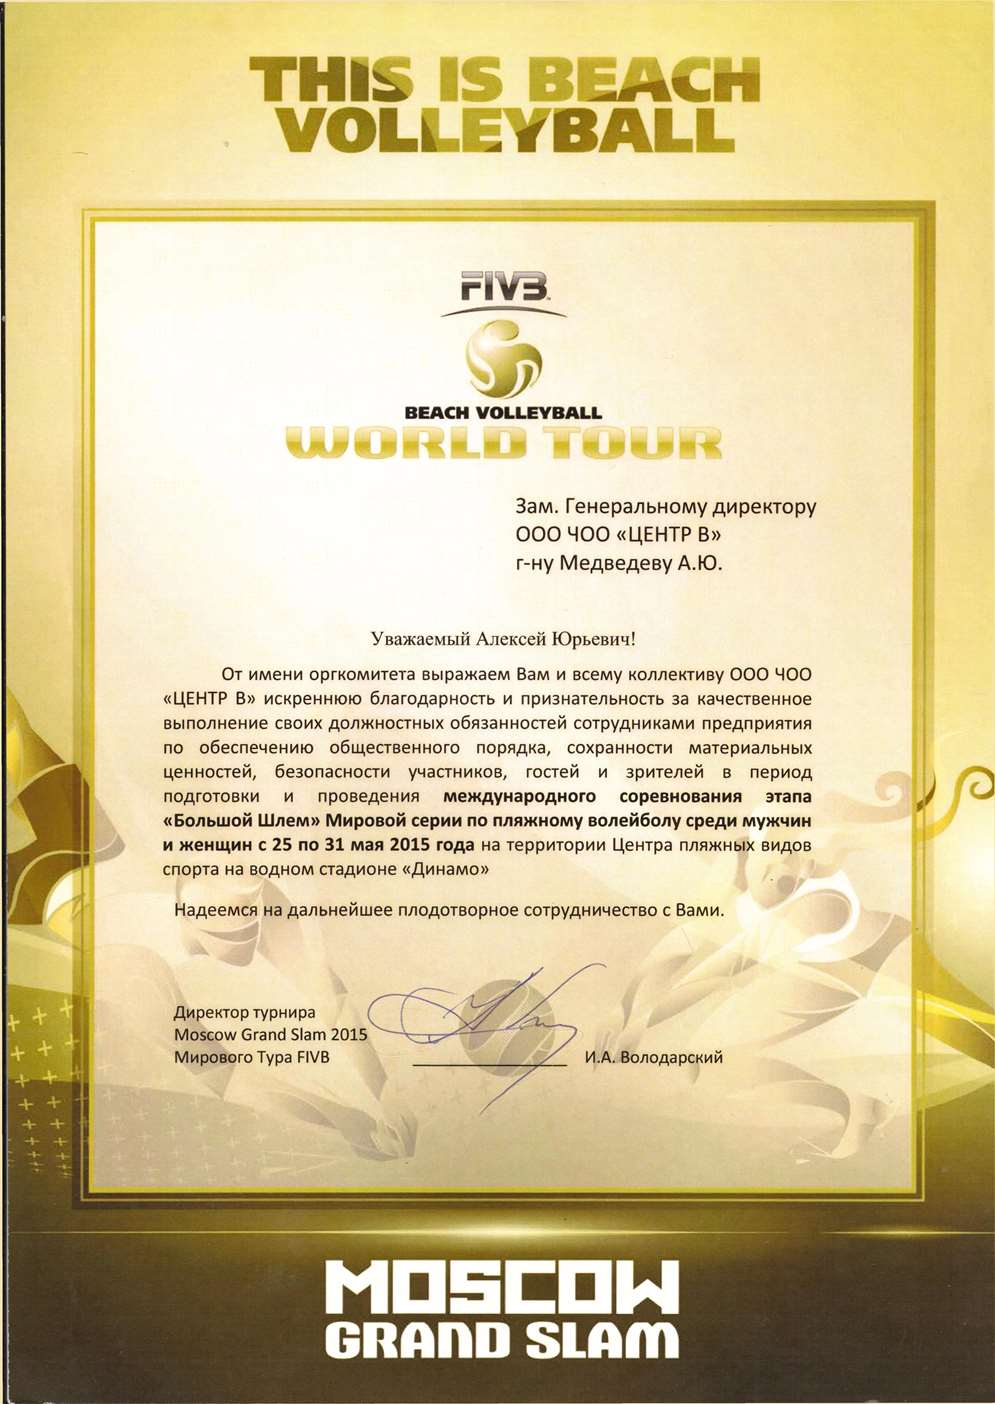 THIS IS BEACH
VOLLEYBALL
FIVB
BEACH VOLLEYBALL
WORLD TOUR
Зам. Генеральному директору
ООО ЧОО «ЦЕНТР В»
г-ну Медведеву А.Ю.
Уважаемый Алексей Юрьевич!
От имени оргкомитета выражаем Вам и всему коллективу ООО ЧОО
«ЦЕНТР В» искреннюю благодарность и признательность за качественное
выполнение своих должностных обязанностей сотрудниками предприятия
по обеспечению общественного порядка, сохранности материальных
ценностей, безопасности участников, гостей и зрителей в период
подготовки и проведения международного соревнования этапа
«Большой Шлем» Мировой серии по пляжному волейболу среди мужчин
и женщин с 25 по 31 мая 2015 года на территории Центра пляжных видов
спорта на водном стадионе «Динамо»
Надеемся на дальнейшее плодотворное сотрудничество с Вами.
Директор турнира
Moscow Grand Slam 2015
Мирового Тура FIVB
И.А. Володарский
MOSCOW
GRAND SLAM